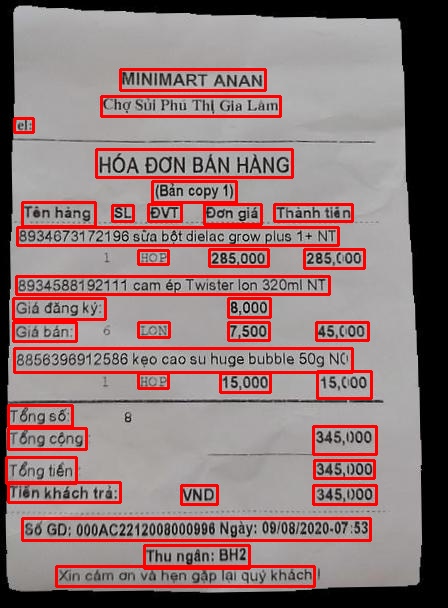 MINIMART ANAN
Chợ Sủi Phú Thị Gia Lâm
el:
HÓA ĐƠN BÁN HÀNG
(Bản copy 1)
Tên hàng SL ĐVT Đơn giá Thành tiền
8934673172196 sữa bột dielac grow plus 1+ NT
1 HOP 285,000 285,000
8934588192111 cam ép Twister lon 320ml NT
Giá đăng ký: 8,000
Giá bán: 6 LON 7,500 45,000
8856396912586 kẹo cao su huge bubble 50g NC
1 HOP 15,000 15,000
Tổng số: 8
Tổng cộng 345,000
Tổng tiền: 345,000
Tiền khách trả: VND 345,000
Số GD: 000AC2212008000996 Ngày: 09/08/2020-07:53
Thu ngân: BH2
Xin cảm ơn và hẹn gặp lại quý khách !